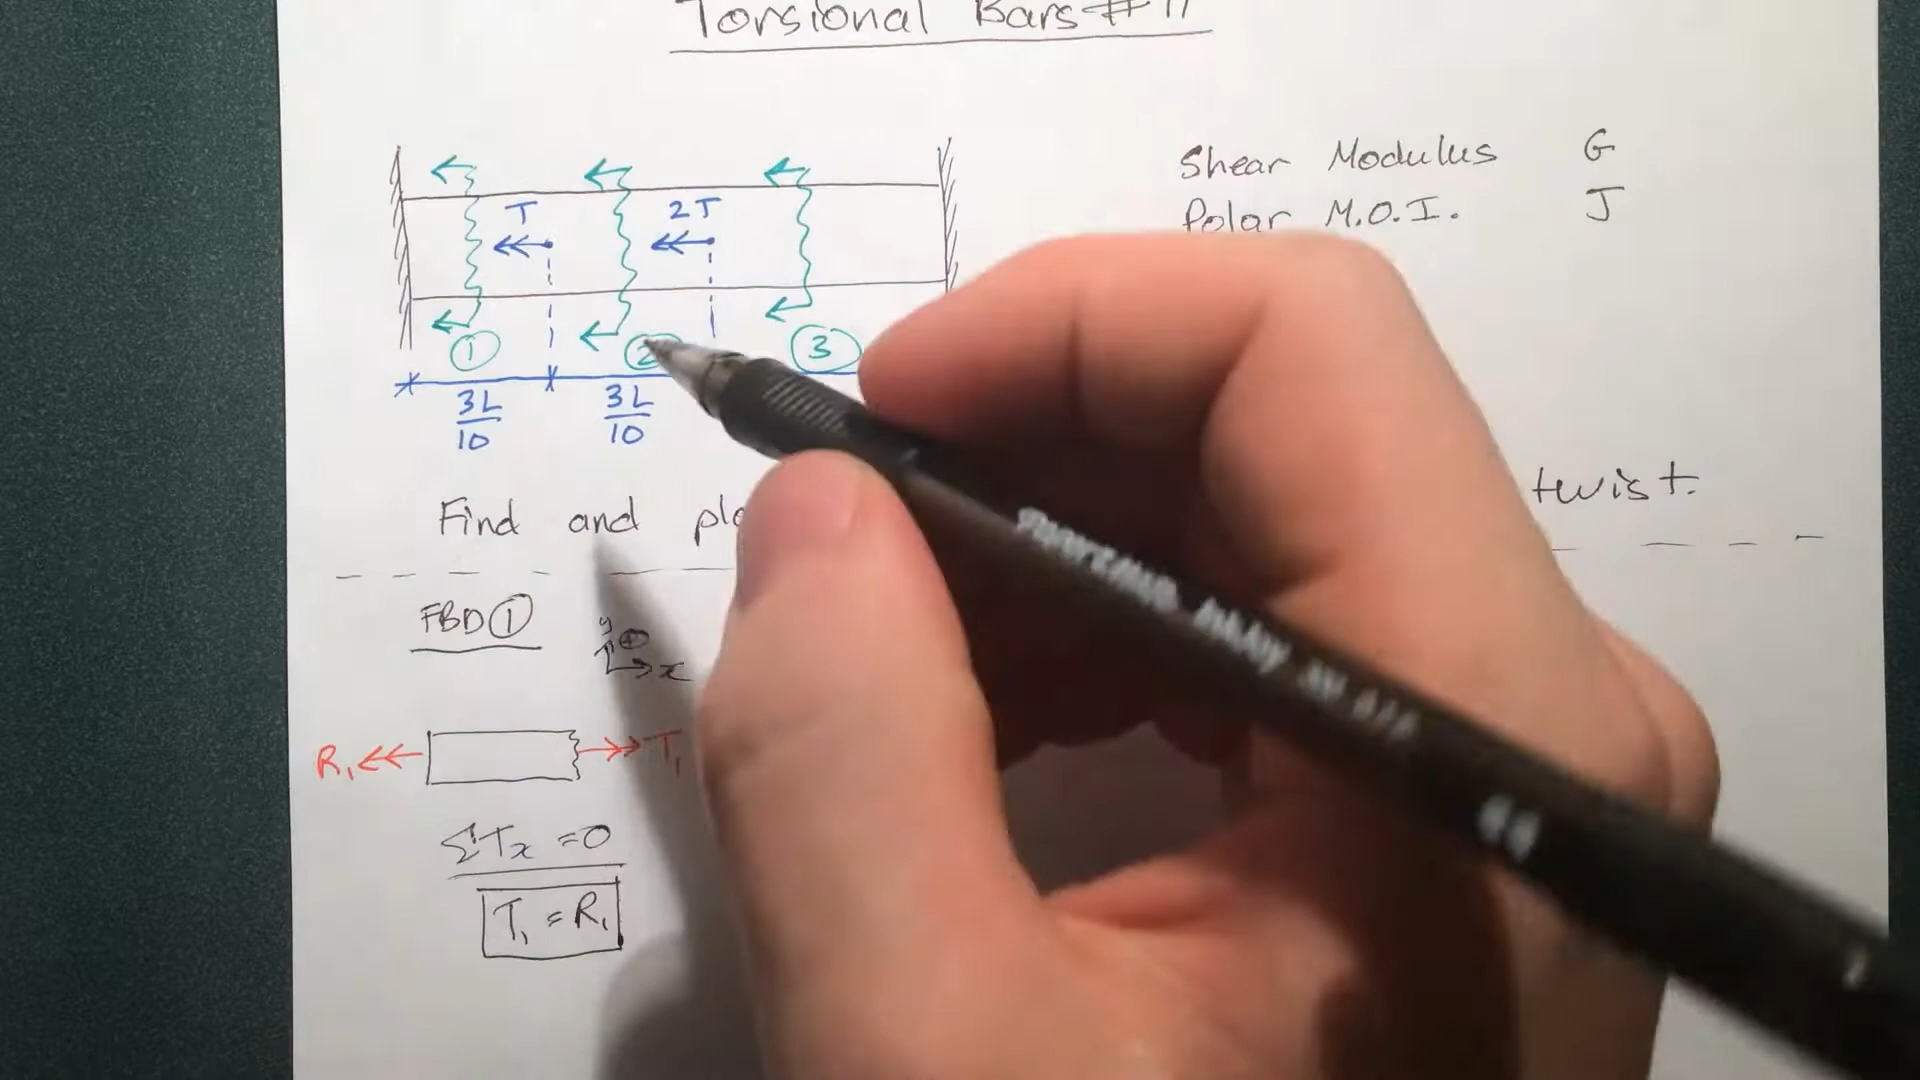 Torsional Bars #11
Shear Modulus G
Polar M.O.I. J
T 2T
1 2 3
3L/10 3L/10
Find and twist.
FBD 1
y + x
R₁ T₁
ΣTx = 0
T₁ = R₁